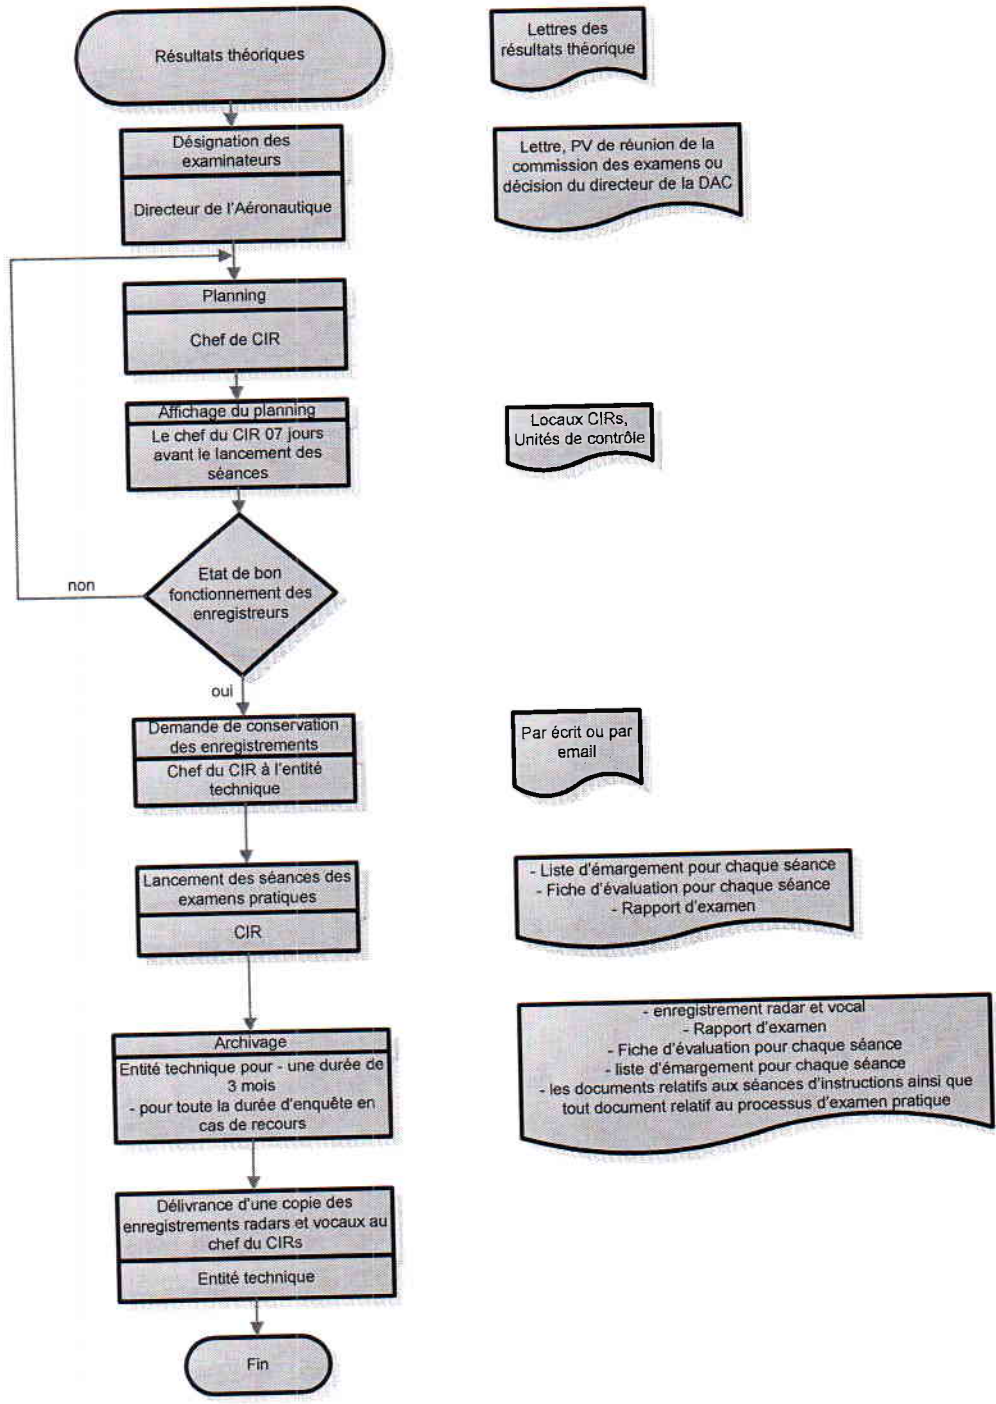 Résultats théoriques
Lettres des
résultats théorique
Désignation des
examinateurs
Directeur de l'Aéronautique
Lettre, PV de réunion de la
commission des examens ou
décision du directeur de la DAC
Planning
Chef de CIR
Affichage du planning
Le chef du CIR 07 jours
avant le lancement des
séances
Locaux CIRs,
Unités de contrôle
Etat de bon
fonctionnement des
enregistreurs
non
oui
Demande de conservation
des enregistrements
Chef du CIR à l'entité
technique
Par écrit ou par
email
Lancement des séances des
examens pratiques
CIR
- Liste d'émargement pour chaque séance
- Fiche d'évaluation pour chaque séance
- Rapport d'examen
Archivage
Entité technique pour - une durée de
3 mois
- pour toute la durée d'enquête en
cas de recours
- enregistrement radar et vocal
- Rapport d'examen
- Fiche d'évaluation pour chaque séance
- liste d'émargement pour chaque séance
- les documents relatifs aux séances d'instructions ainsi que
tout document relatif au processus d'examen pratique
Délivrance d'une copie des
enregistrements radars et vocaux au
chef du CIRs
Entité technique
Fin